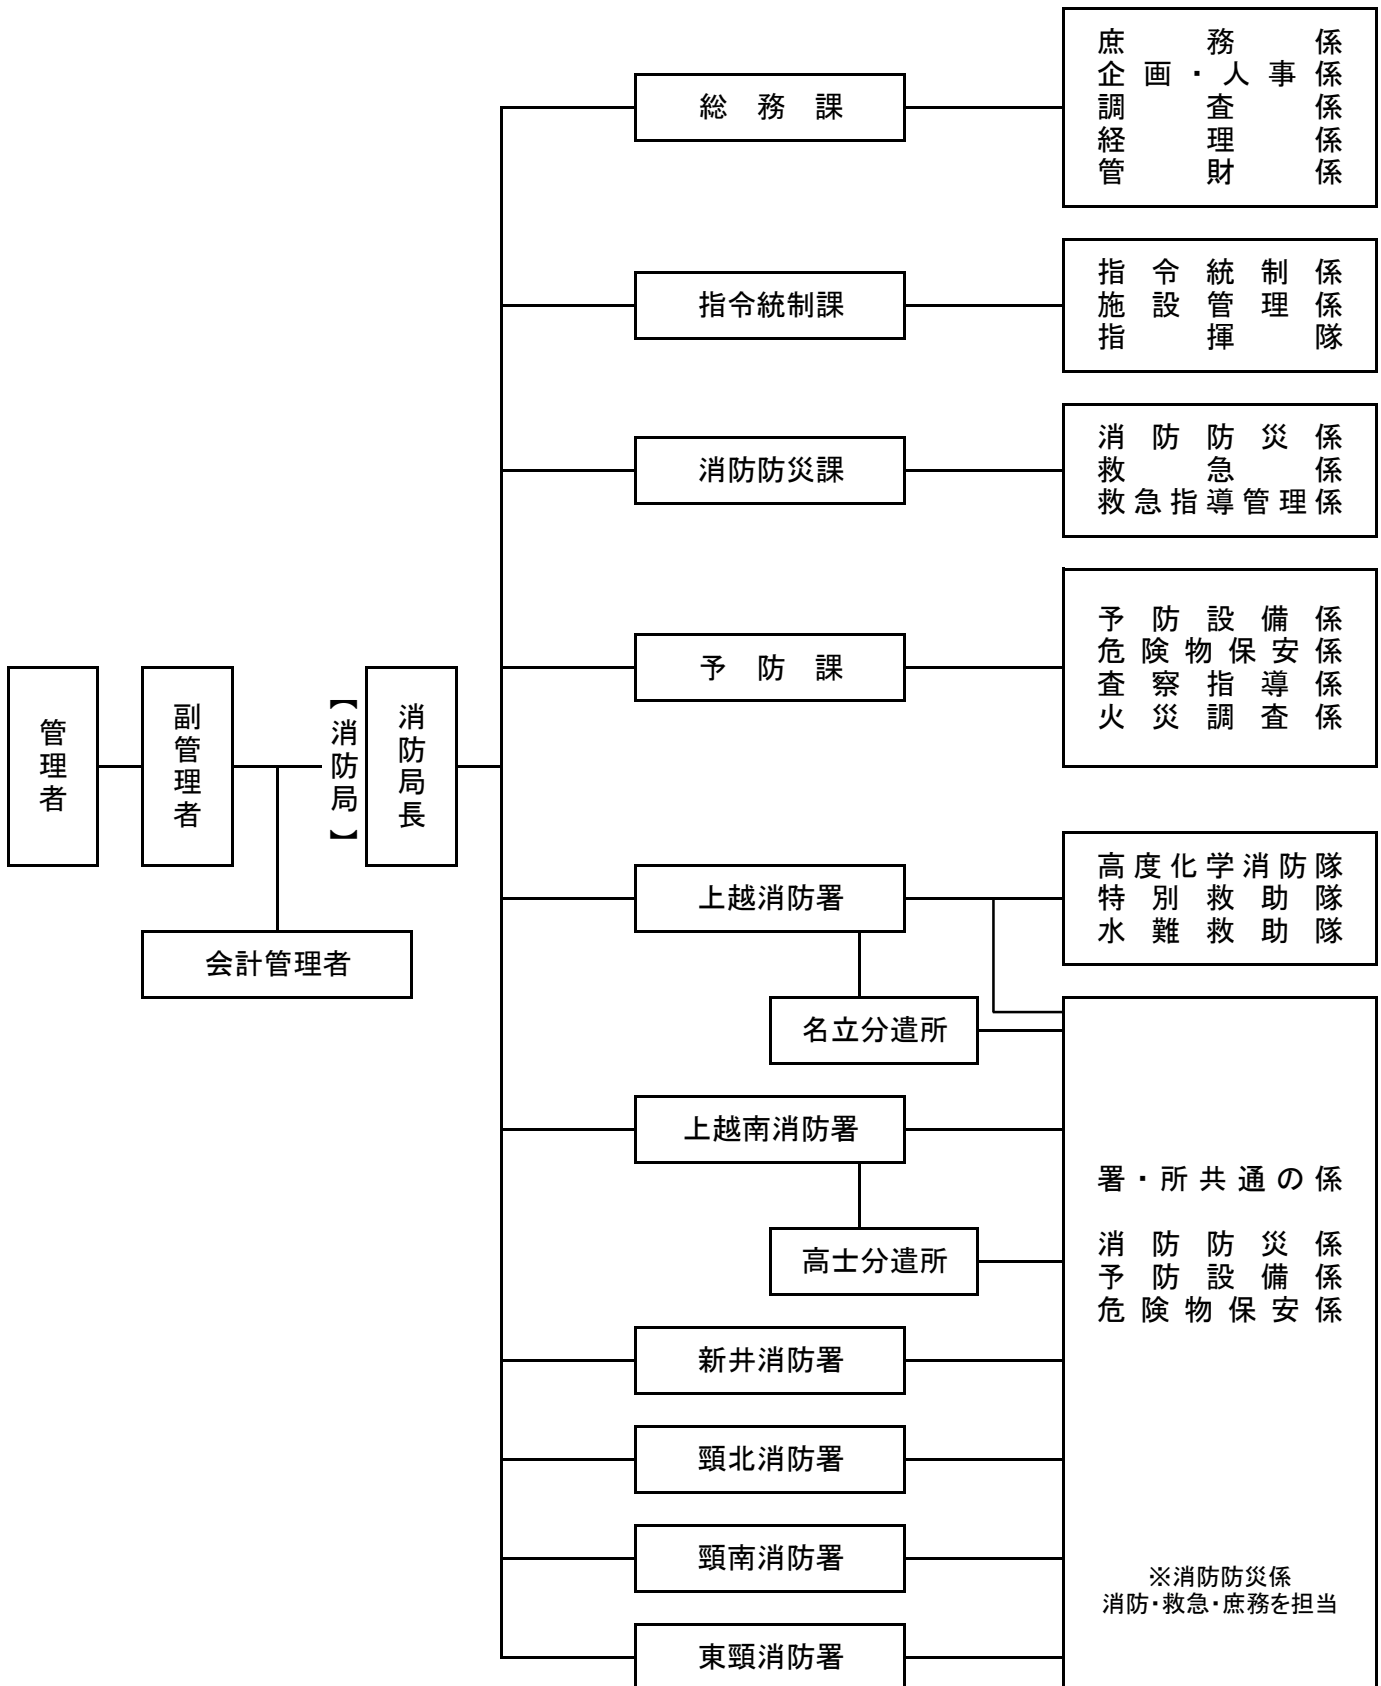 管理者
副管理者
会計管理者
【消防局】
消防局長
総務課
庶務係
企画・人事係
調査係
経理係
管財係
指令統制課
指令統制係
施設管理係
指揮隊
消防防災課
消防防災係
救急係
救急指導管理係
予防課
予防設備係
危険物保安係
査察指導係
火災調査係
上越消防署
高度化学消防隊
特別救助隊
水難救助隊
名立分遣所
上越南消防署
高士分遣所
新井消防署
頸北消防署
頸南消防署
東頸消防署
署・所共通の係
消防防災係
予防設備係
危険物保安係
※消防防災係
消防・救急・庶務を担当